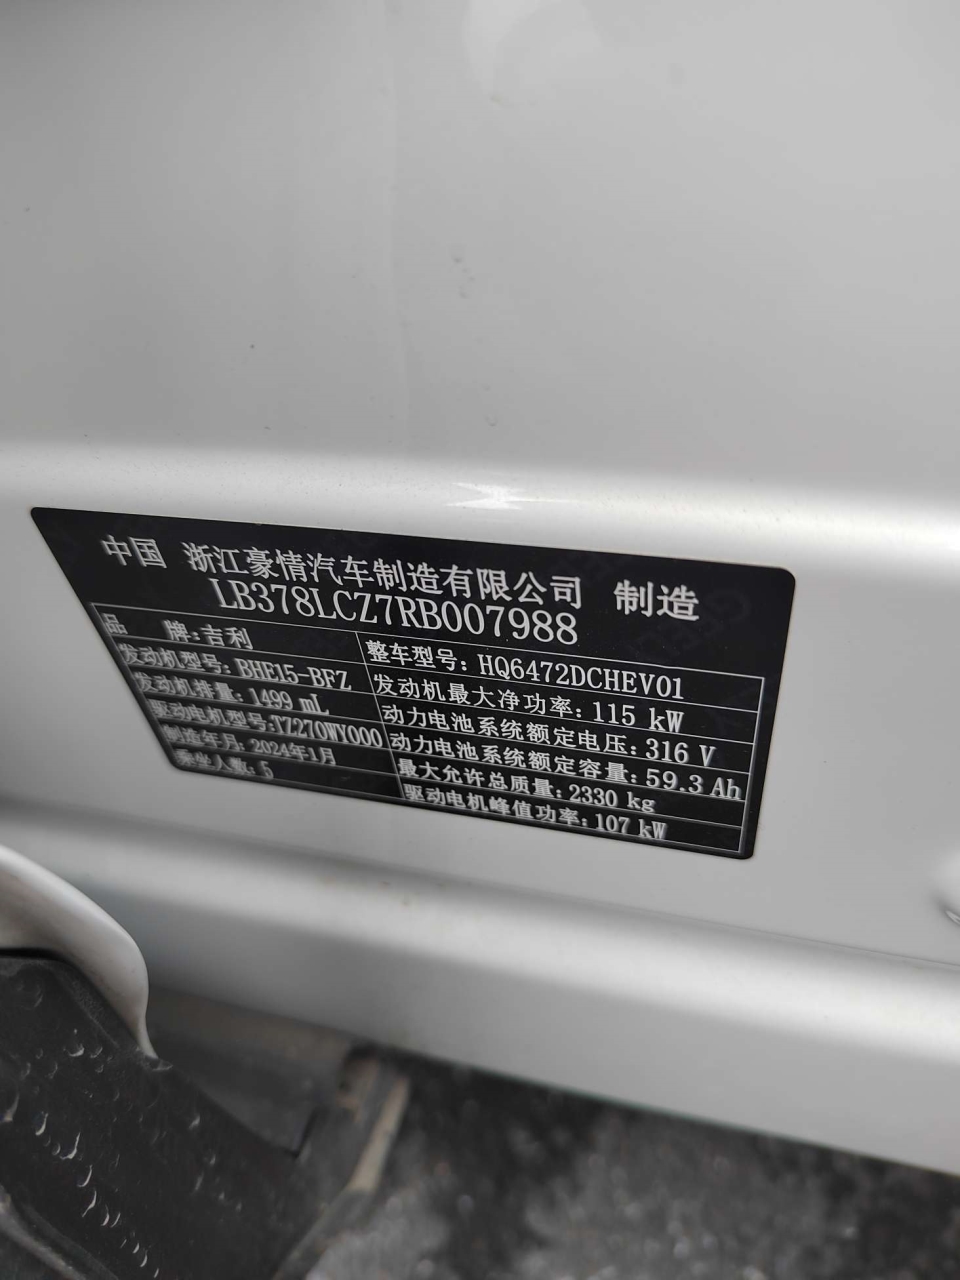 中国 浙江豪情汽车制造有限公司 制造
LB378LCZ7RB007988
品 牌:吉利
整车型号:HQ6472DCHEV01
发动机型号:BHE15-BFZ
发动机最大净功率:115 kW
发动机排量:1499 mL
动力电池系统额定电压:316 V
驱动电机型号:TZ270WY000
动力电池系统额定容量:59.3 Ah
制造年月:2024年1月
最大允许总质量:2330 kg
乘坐人数:5
驱动电机峰值功率:107 kW